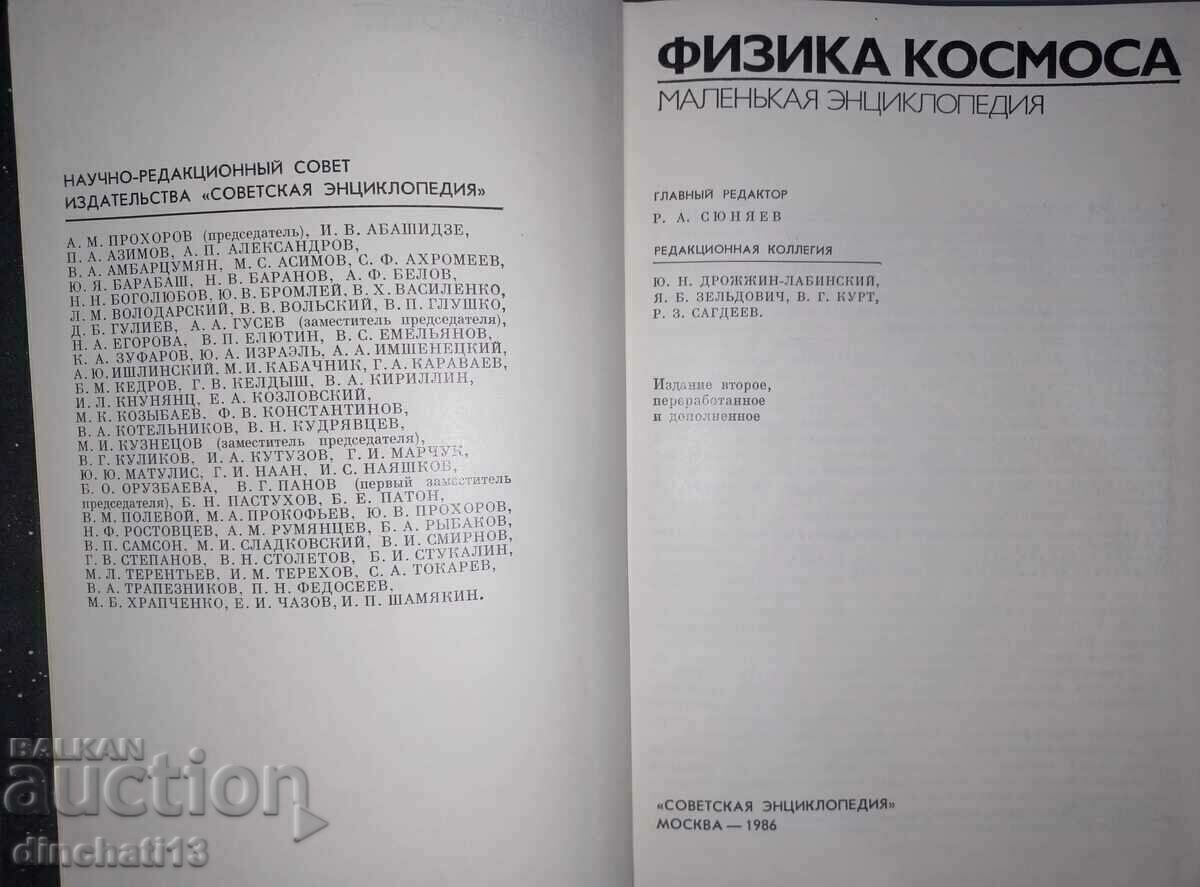 НАУЧНО-РЕДАКЦИОННЫЙ СОВЕТ
ИЗДАТЕЛЬСТВА «СОВЕТСКАЯ ЭНЦИКЛОПЕДИЯ»
А. М. ПРОХОРОВ (председатель), И. В. АБАШИДЗЕ,
П. А. АЗИМОВ, А. П. АЛЕКСАНДРОВ,
В. А. АМБАРЦУМЯН, М. С. АСИМОВ, С. Ф. АХРОМЕЕВ,
Ю. Я. БАРАБАШ, Н. В. БАРАНОВ, А. Ф. БЕЛОВ,
Н. Н. БОГОЛЮБОВ, Ю. В. БРОМЛЕЙ, В. Х. ВАСИЛЕНКО,
Л. М. ВОЛОДАРСКИЙ, В. В. ВОЛЬСКИЙ, В. П. ГЛУШКО,
Д. Б. ГУЛИЕВ, А. А. ГУСЕВ (заместитель председателя),
Н. А. ЕГОРОВА, В. П. ЕЛЮТИН, В. С. ЕМЕЛЬЯНОВ,
К. А. ЗУФАРОВ, Ю. А. ИЗРАЭЛЬ, А. А. ИМШЕНЕЦКИЙ,
А. Ю. ИШЛИНСКИЙ, М. И. КАБАЧНИК, Г. А. КАРАВАЕВ,
Б. М. КЕДРОВ, Г. В. КЕЛДЫШ, В. А. КИРИЛЛИН,
И. Л. КНУНЯНЦ, Е. А. КОЗЛОВСКИЙ,
М. К. КОЗЫБАЕВ, Ф. В. КОНСТАНТИНОВ,
В. А. КОТЕЛЬНИКОВ, В. Н. КУДРЯВЦЕВ,
М. И. КУЗНЕЦОВ (заместитель председателя),
В. Г. КУЛИКОВ, И. А. КУТУЗОВ, Г. И. МАРЧУК,
Ю. Ю. МАТУЛИС, Г. И. НААН, И. С. НАЯШКОВ,
Б. О. ОРУЗБАЕВА, В. Г. ПАНОВ (первый заместитель
председателя), Б. Н. ПАСТУХОВ, Б. Е. ПАТОН,
В. М. ПОЛЕВОЙ, М. А. ПРОКОФЬЕВ, Ю. В. ПРОХОРОВ,
Н. Ф. РОСТОВЦЕВ, А. М. РУМЯНЦЕВ, Б. А. РЫБАКОВ,
В. П. САМСОН, М. И. СЛАДКОВСКИЙ, В. И. СМИРНОВ,
Г. В. СТЕПАНОВ, В. Н. СТОЛЕТОВ, Б. И. СТУКАЛИН,
М. Л. ТЕРЕНТЬЕВ, И. М. ТЕРЕХОВ, С. А. ТОКАРЕВ,
В. А. ТРАПЕЗНИКОВ, П. Н. ФЕДОСЕЕВ,
М. Б. ХРАПЧЕНКО, Е. И. ЧАЗОВ, И. П. ШАМЯКИН.
ФИЗИКА КОСМОСА
МАЛЕНЬКАЯ ЭНЦИКЛОПЕДИЯ
ГЛАВНЫЙ РЕДАКТОР
Р. А. СЮНЯЕВ
РЕДАКЦИОННАЯ КОЛЛЕГИЯ
Ю. Н. ДРОЖЖИН-ЛАБИНСКИЙ,
Я. Б. ЗЕЛЬДОВИЧ, В. Г. КУРТ,
Р. З. САГДЕЕВ.
Издание второе,
переработанное
и дополненное
«СОВЕТСКАЯ ЭНЦИКЛОПЕДИЯ»
МОСКВА — 1986
BALKAN
auction
dinchati13